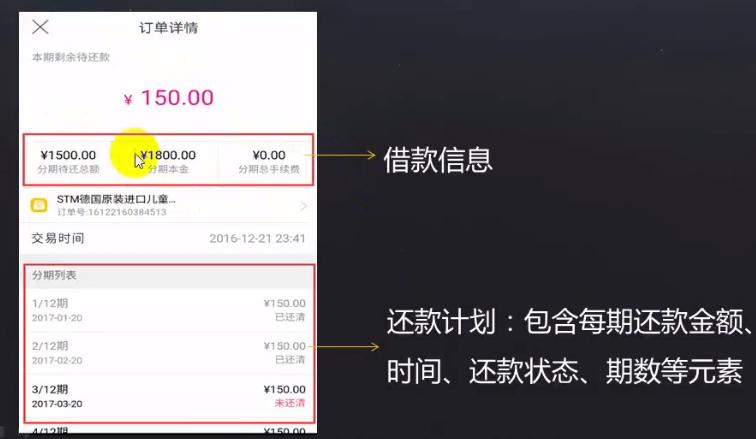 订单详情
本期剩余待还款
¥ 150.00
¥1500.00 ¥1800.00 ¥0.00
分期待还总额 分期本金 分期总手续费
借款信息
STM德国原装进口儿童...
订单号:16122160384513
交易时间 2016-12-21 23:41
分期列表
1/12期 ¥150.00
2017-01-20 已还清
2/12期 ¥150.00
2017-02-20 已还清
3/12期 ¥150.00
2017-03-20 未还清
4/12期 ¥150.00
还款计划：包含每期还款金额、
时间、还款状态、期数等元素